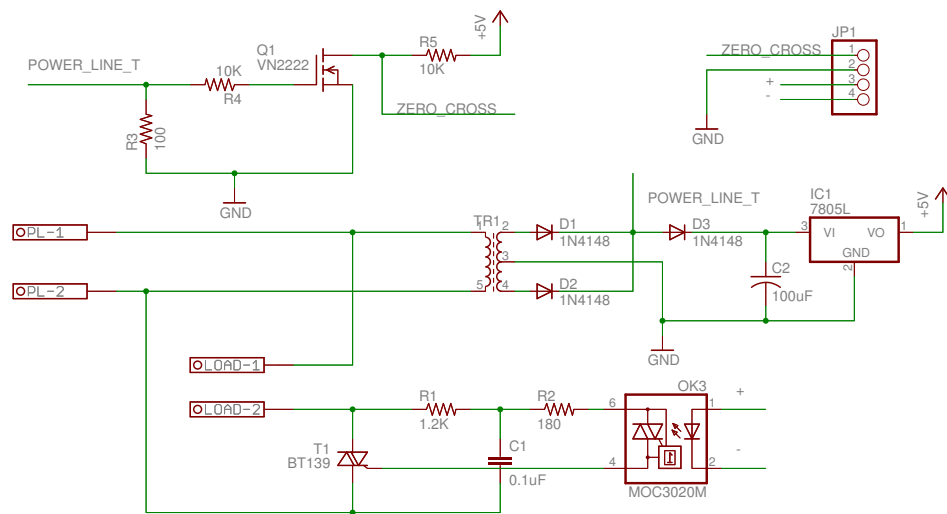 POWER_LINE_T
Q1
VN2222
10K
R4
R3
100
R5
10K
+5V
ZERO_CROSS
GND
JP1
ZERO_CROSS
1
2
+
3
-
4
GND
PL-1
PL-2
TR1
1
5
2
3
4
D1
1N4148
D2
1N4148
POWER_LINE_T
D3
1N4148
IC1
7805L
3
VI
VO
1
GND
2
+5V
C2
100uF
GND
LOAD-1
LOAD-2
R1
1.2K
R2
180
T1
BT139
C1
0.1uF
OK3
6
4
1
2
+
-
MOC3020M